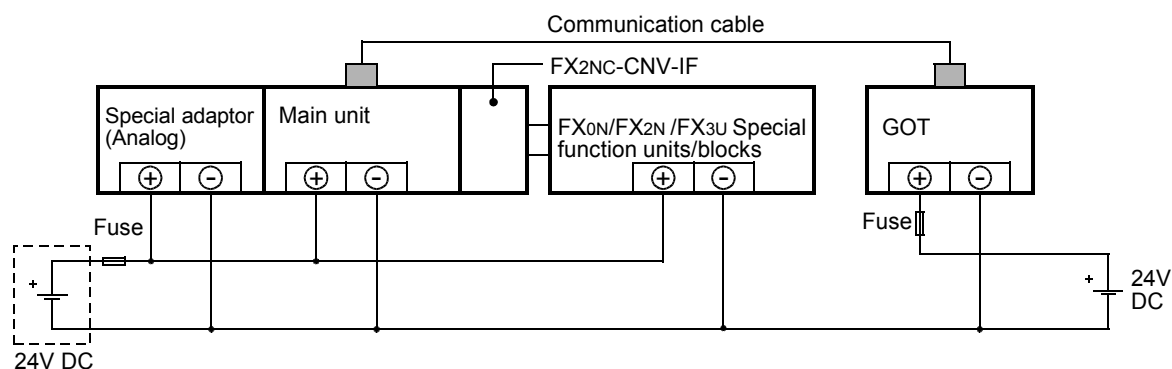 Communication cable
FX2NC-CNV-IF
Special adaptor
(Analog)
Main unit
FX0N/FX2N /FX3U Special
function units/blocks
GOT
+ - + - + - + -
Fuse
Fuse
+
24V DC
+
24V
DC